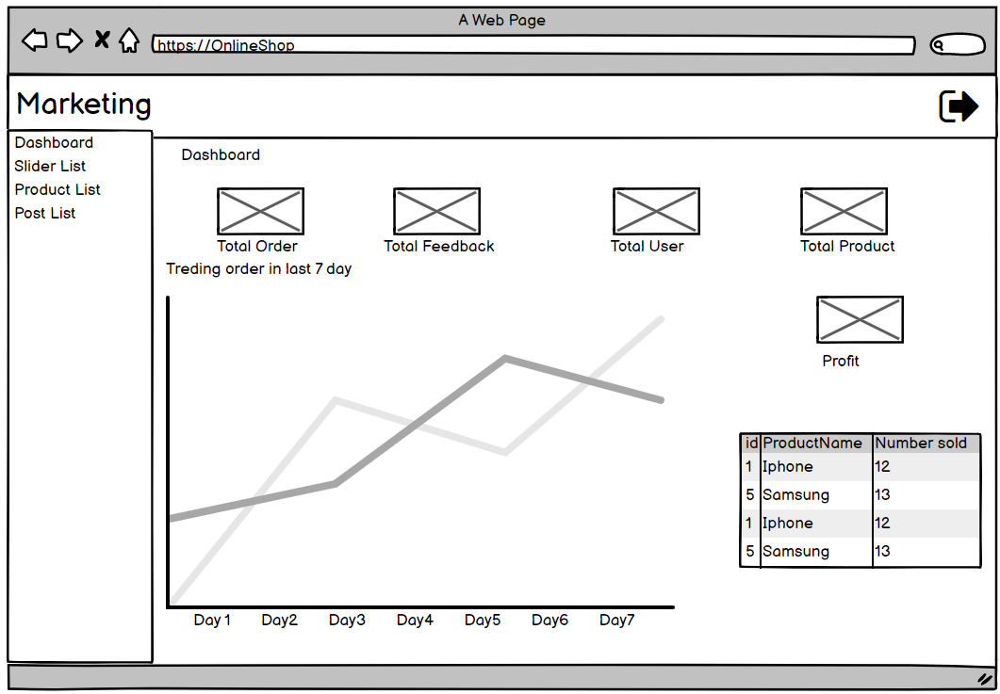 A Web Page
https://OnlineShop
Marketing
Dashboard
Slider List
Product List
Post List
Dashboard
Total Order
Total Feedback
Total User
Total Product
Treding order in last 7 day
Profit
id ProductName Number sold
1 Iphone 12
5 Samsung 13
1 Iphone 12
5 Samsung 13
Day 1 Day2 Day3 Day4 Day5 Day6 Day7